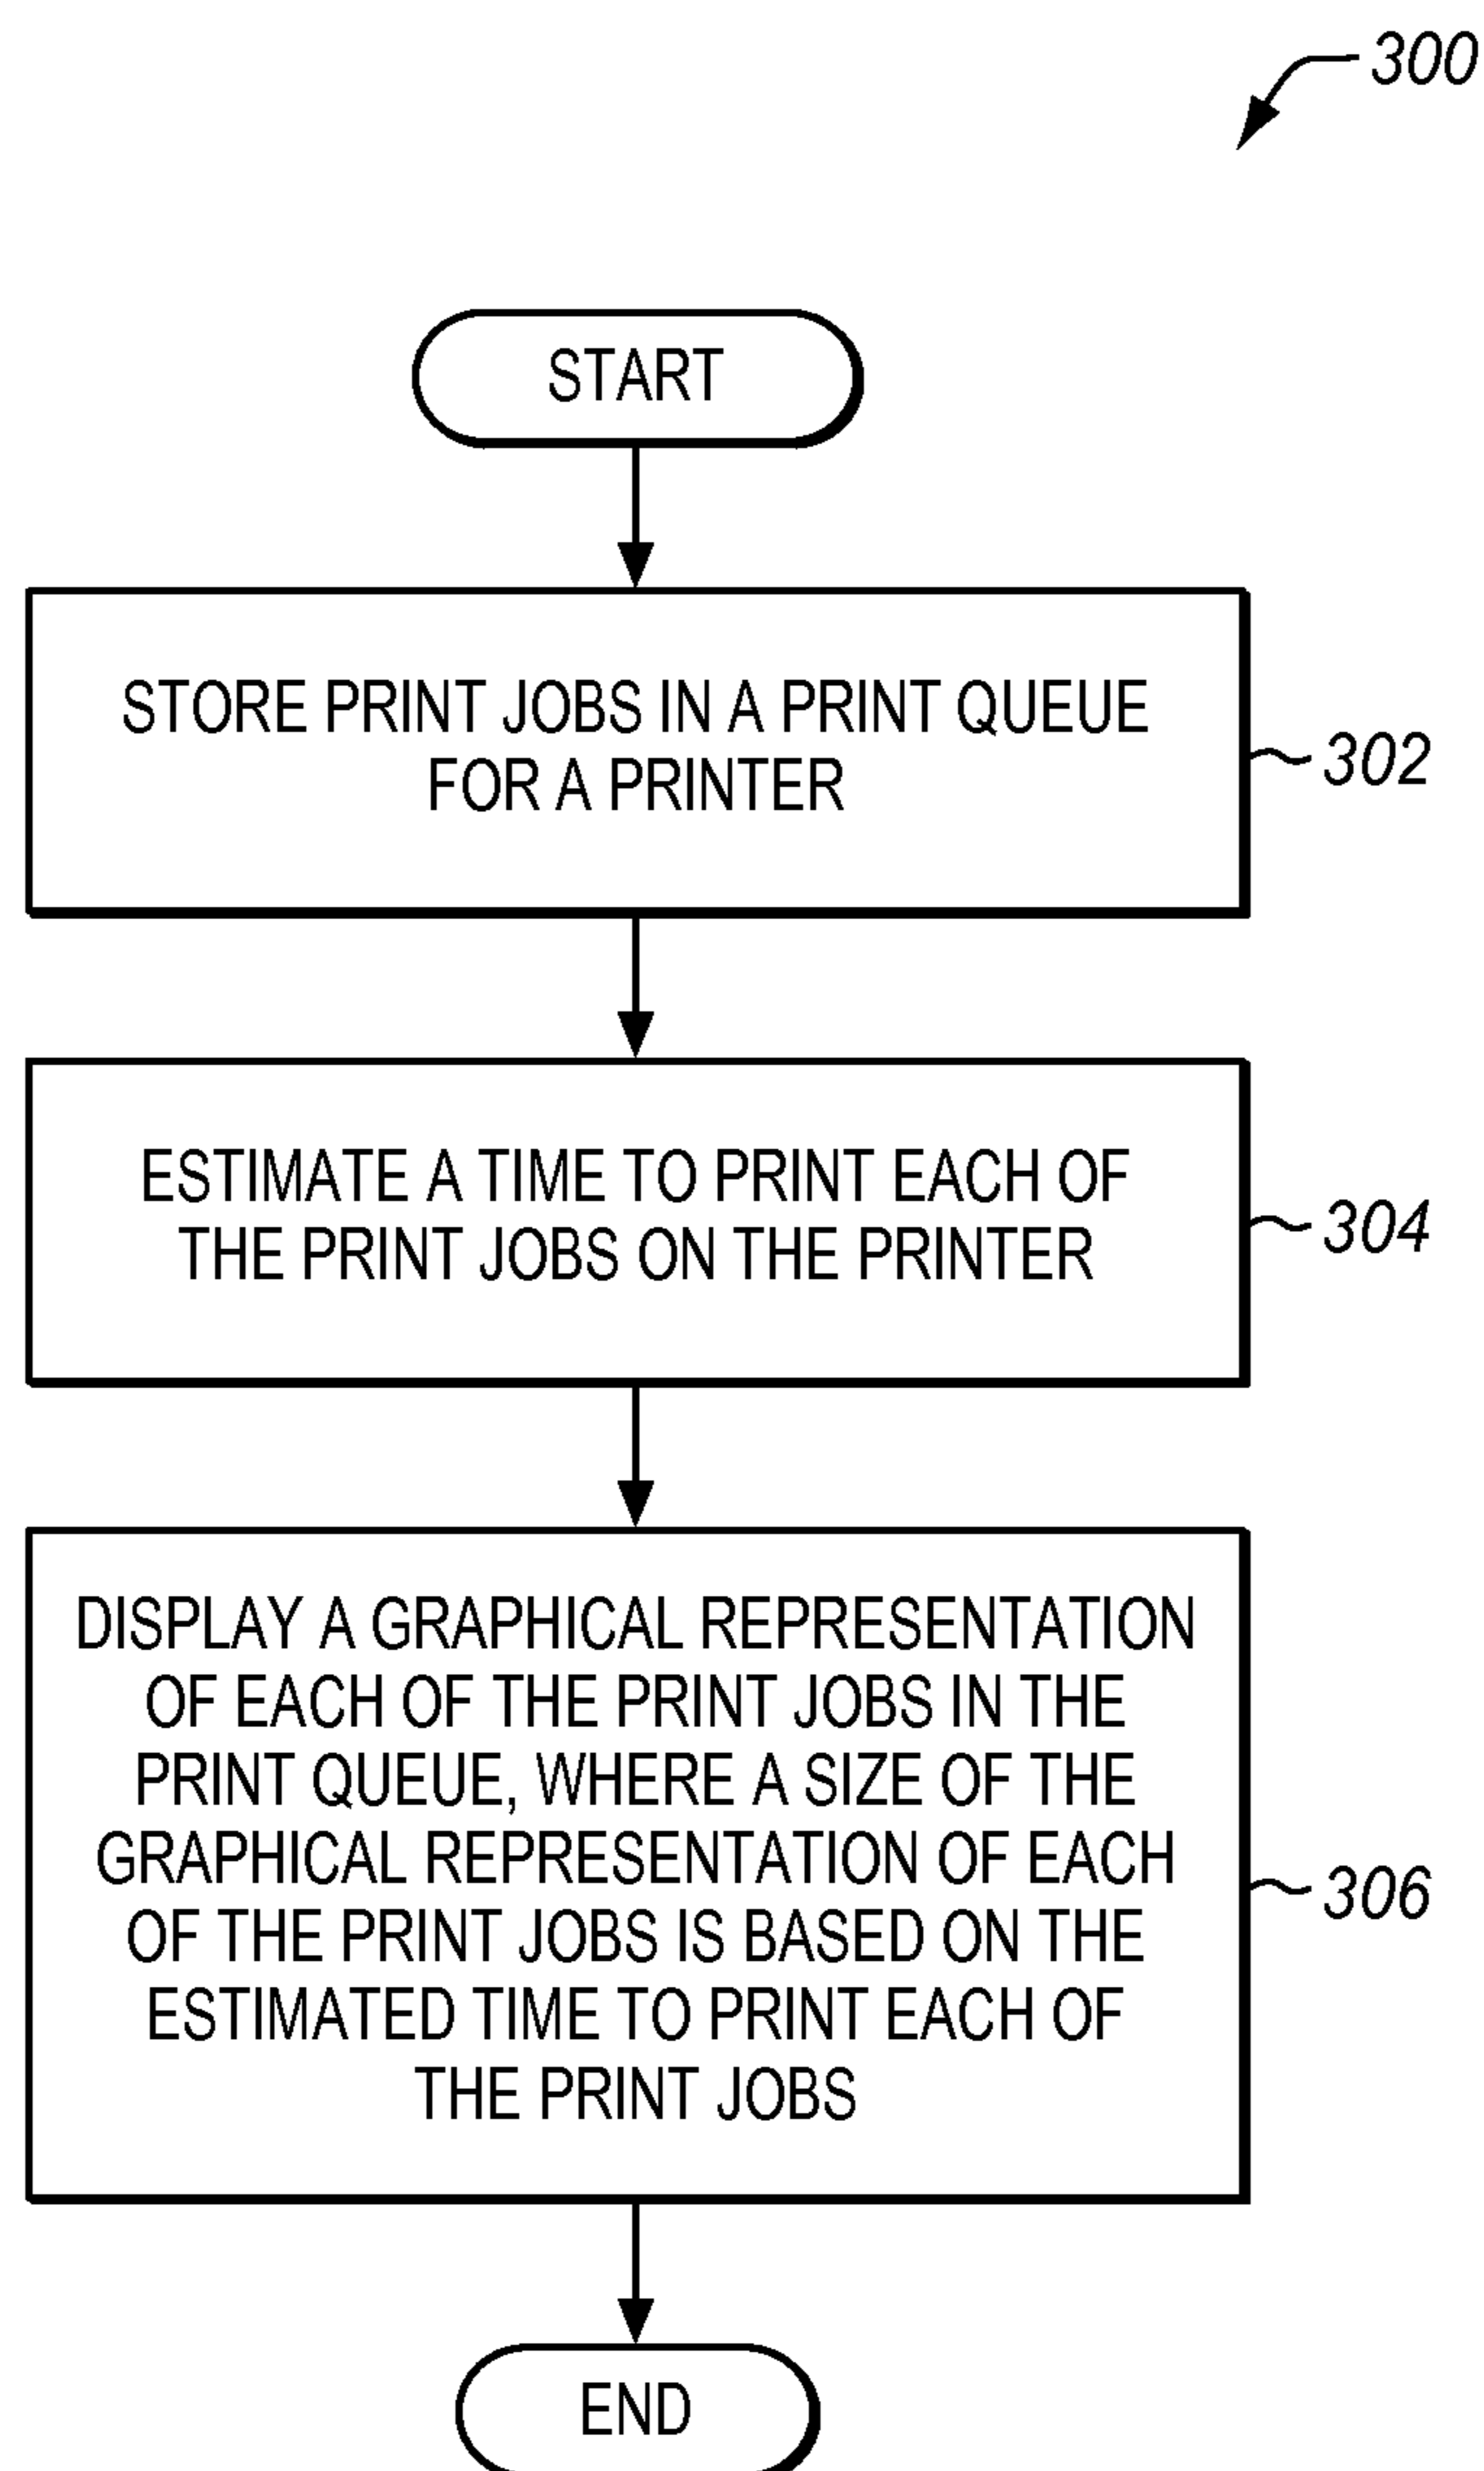 300
START
STORE PRINT JOBS IN A PRINT QUEUE
FOR A PRINTER
302
ESTIMATE A TIME TO PRINT EACH OF
THE PRINT JOBS ON THE PRINTER
304
DISPLAY A GRAPHICAL REPRESENTATION
OF EACH OF THE PRINT JOBS IN THE
PRINT QUEUE, WHERE A SIZE OF THE
GRAPHICAL REPRESENTATION OF EACH
OF THE PRINT JOBS IS BASED ON THE
ESTIMATED TIME TO PRINT EACH OF
THE PRINT JOBS
306
END